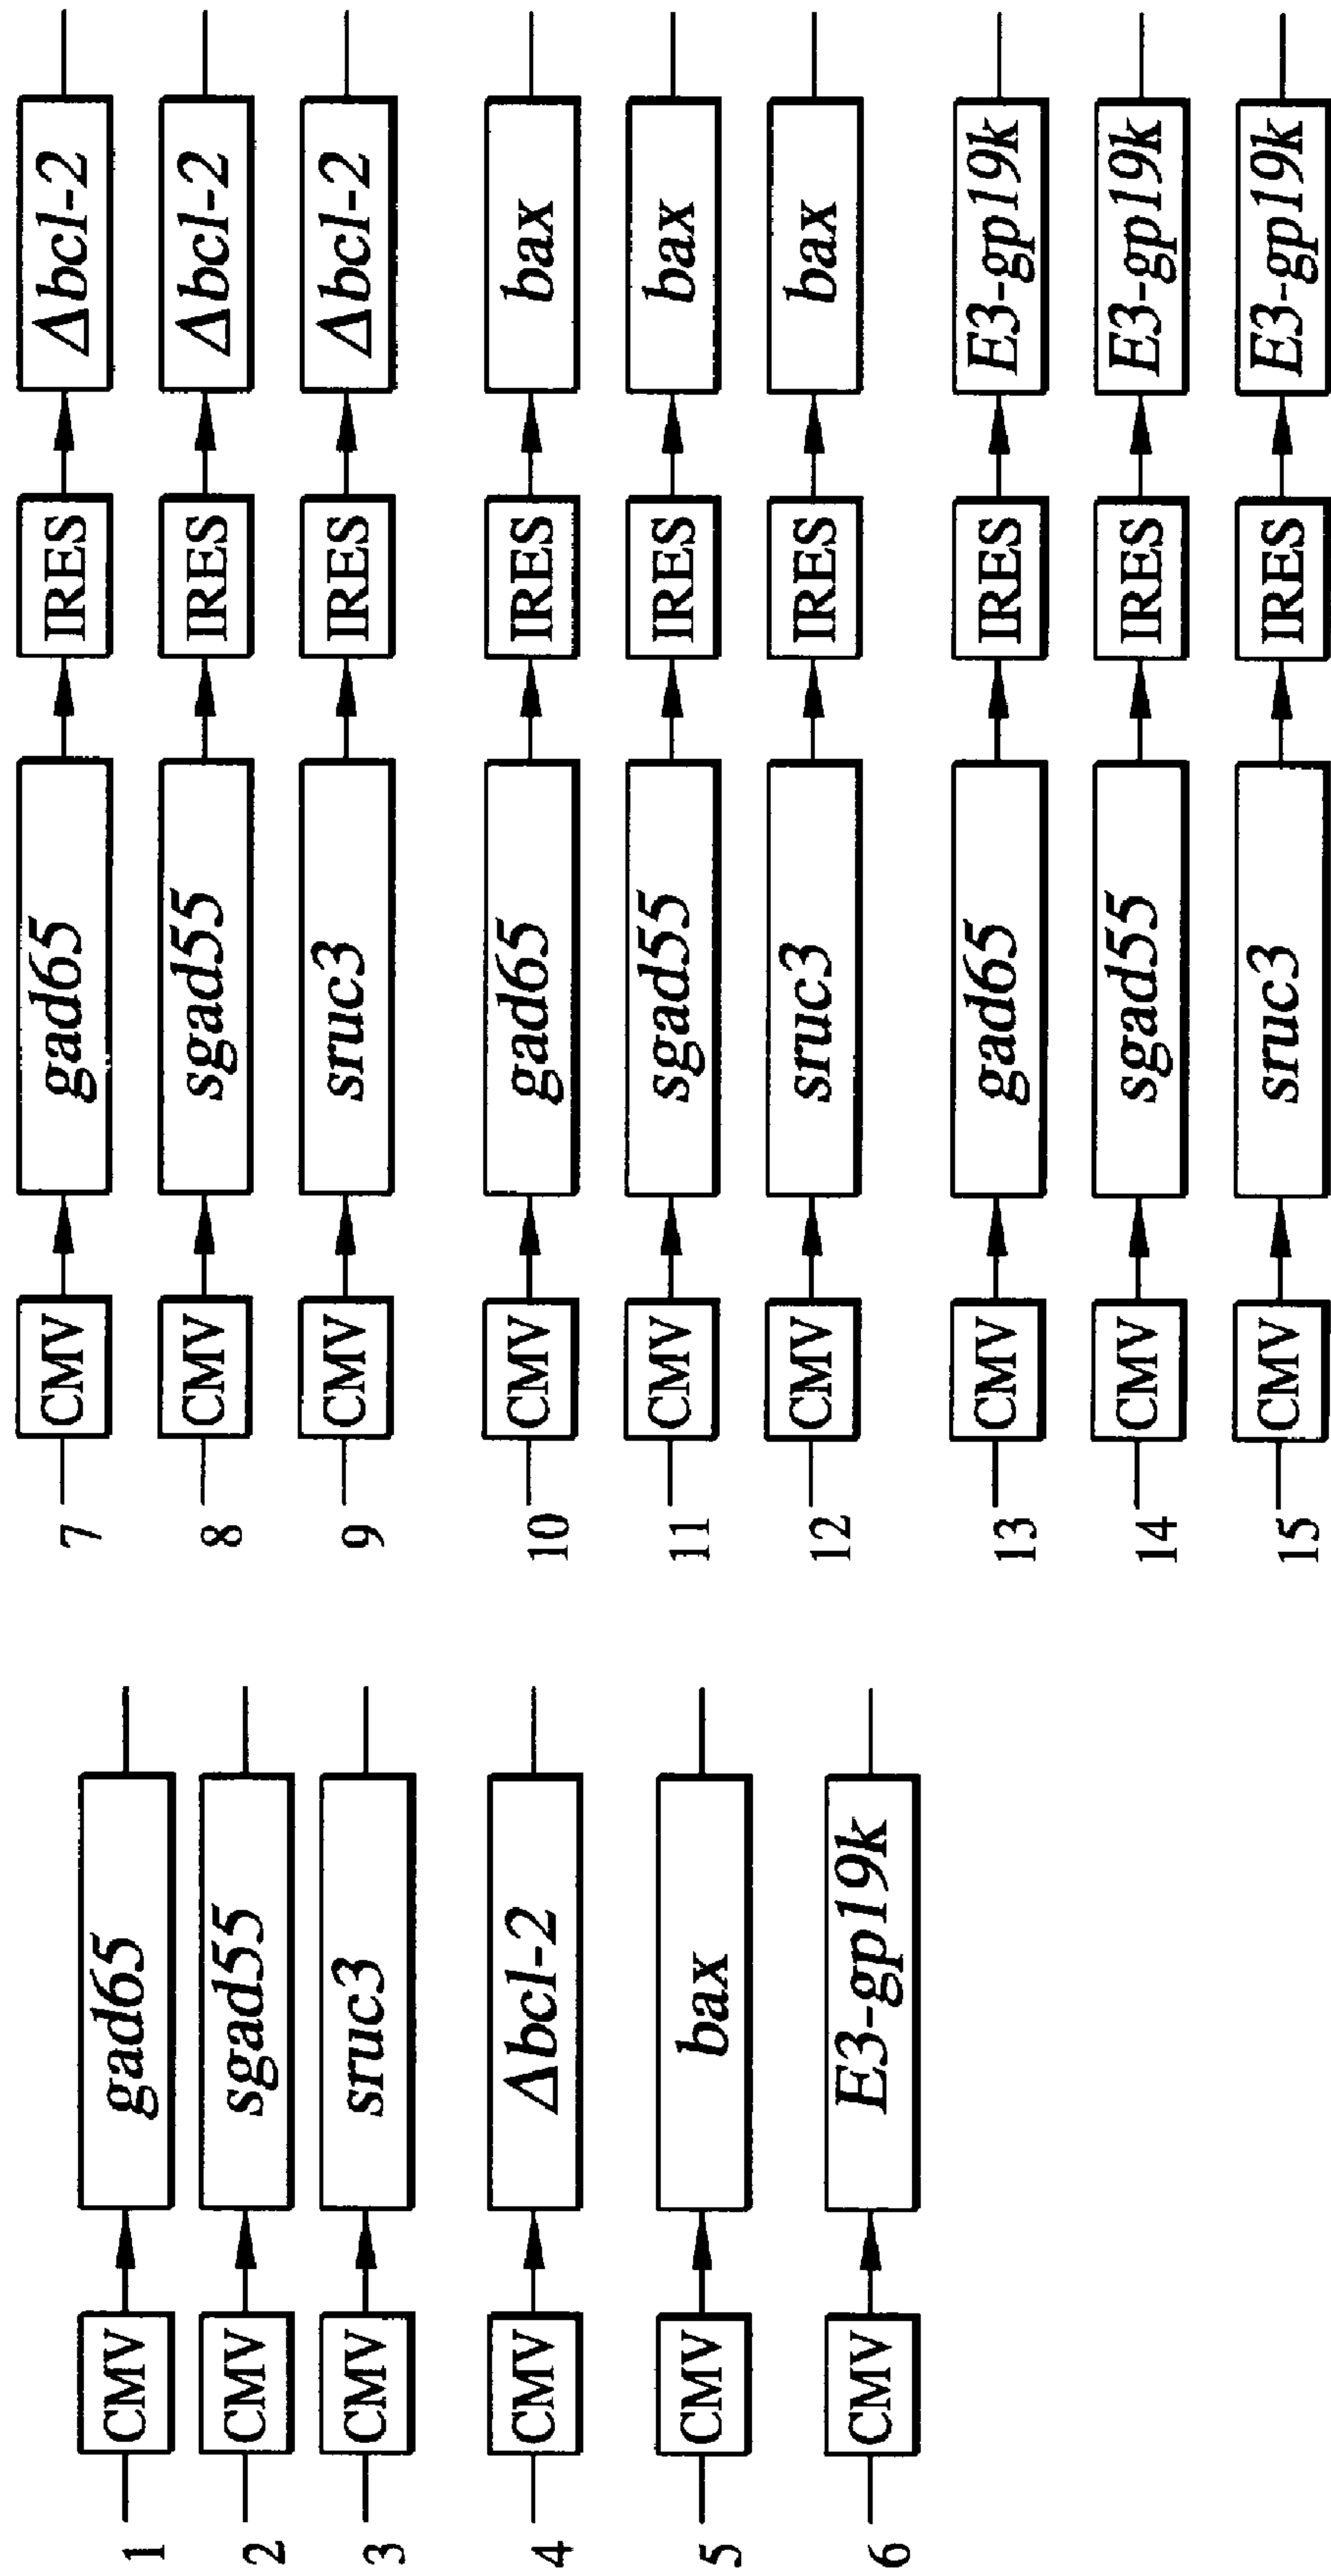 1 CMV gad65
2 CMV sgad55
3 CMV sruc3
4 CMV Δbcl-2
5 CMV bax
6 CMV E3-gp19k
7 CMV gad65 IRES Δbcl-2
8 CMV sgad55 IRES Δbcl-2
9 CMV sruc3 IRES Δbcl-2
10 CMV gad65 IRES bax
11 CMV sgad55 IRES bax
12 CMV sruc3 IRES bax
13 CMV gad65 IRES E3-gp19k
14 CMV sgad55 IRES E3-gp19k
15 CMV sruc3 IRES E3-gp19k